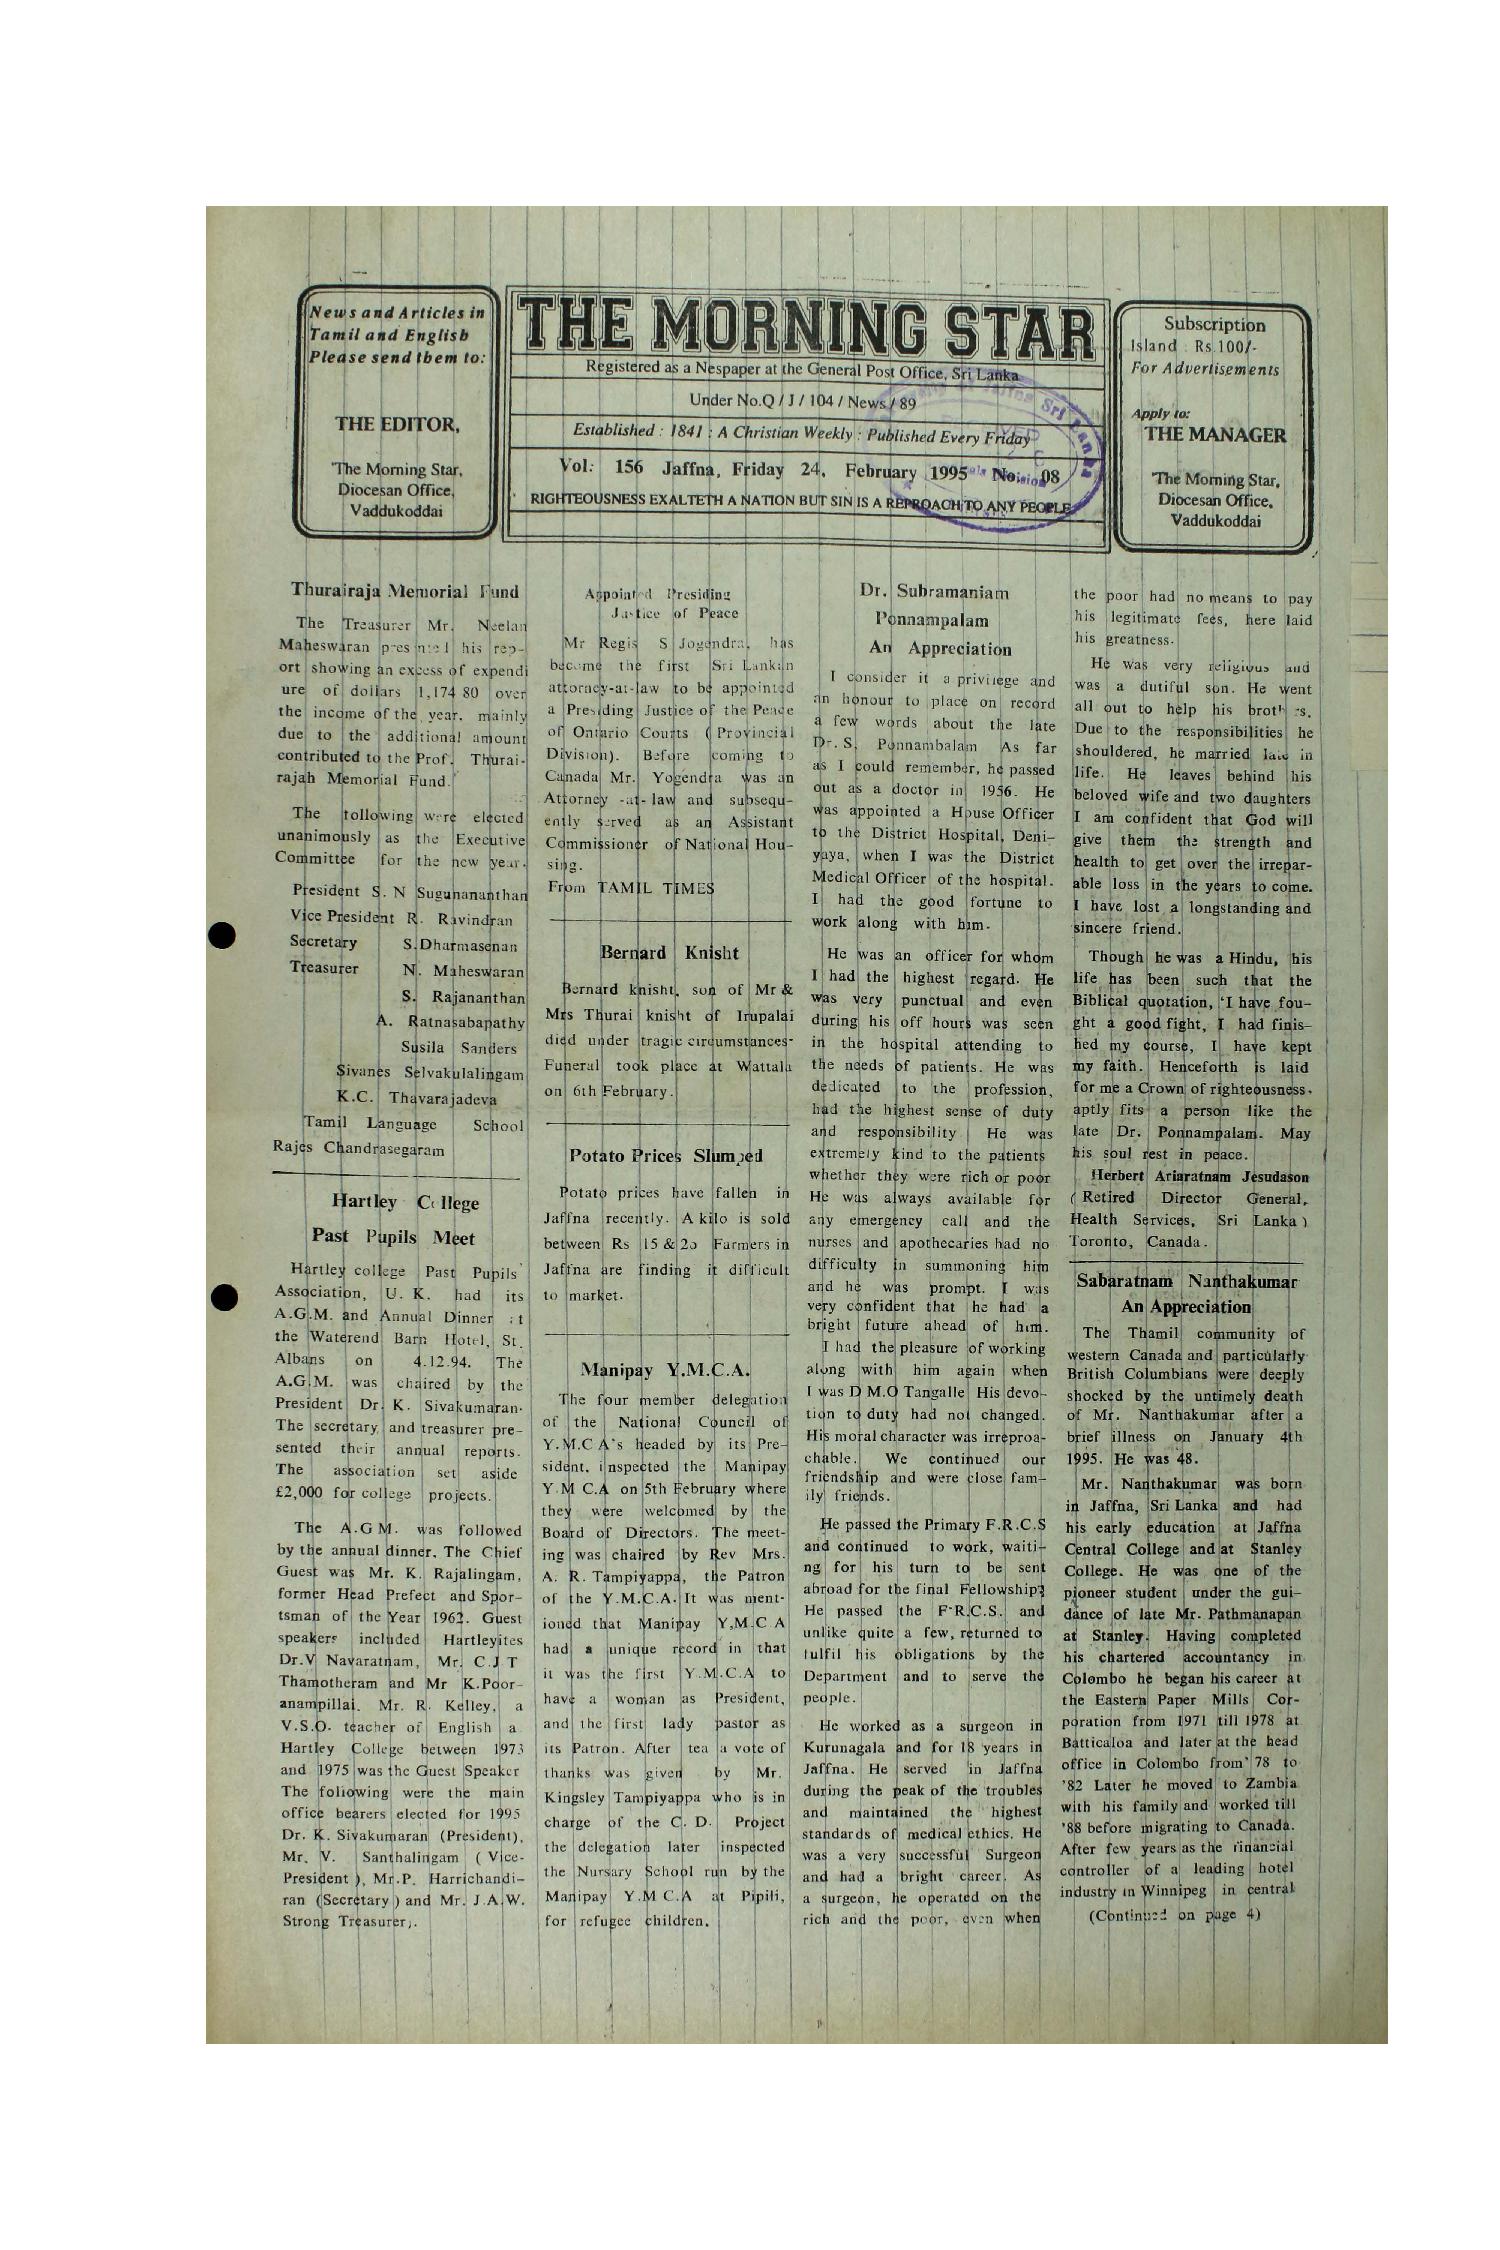 News and Articles in
Tamil and English
Please send them to:
THE EDITOR,
'The Morning Star,
Diocesan Office,
Vaddukoddai
THE MORNING STAR
Registered as a Nespaper at the General Post Office, Sri Lanka
Under No.Q / J / 104 / News / 89
Established : 1841 : A Christian Weekly : Published Every Friday
Vol: 156 Jaffna, Friday 24, February 1995 No: 08
RIGHTEOUSNESS EXALTETH A NATION BUT SIN IS A REPROACH TO ANY PEOPLE
Subscription
Island : Rs.100/-
For Advertisements
Apply to:
THE MANAGER
'The Morning Star,
Diocesan Office,
Vaddukoddai
Thurairaja Memorial Fund
The Treasurer Mr. Neelan
Maheswaran presented his rep-
ort showing an excess of expendi
ure of dollars 1,174 80 over
the income of the year, mainly
due to the additional amount
contributed to the Prof. Thurai-
rajah Memorial Fund.
The following were elected
unanimously as the Executive
Committee for the new year.
President S. N Sugunananthan
Vice President R. Ravindran
Secretary S.Dharmasenan
Treasurer N. Maheswaran
S. Rajananthan
A. Ratnasabapathy
Susila Sanders
Sivanes Selvakulalingam
K.C. Thavarajadeva
Tamil Language School
Rajes Chandrasegaram
Hartley College
Past Pupils Meet
Hartley college Past Pupils'
Association, U. K. had its
A.G.M. and Annual Dinner at
the Waterend Barn Hotel, St.
Albans on 4.12.94. The
A.G.M. was chaired by the
President Dr. K. Sivakumaran.
The secretary and treasurer pre-
sented their annual reports.
The association set aside
£2,000 for college projects.
The A.G M. was followed
by the annual dinner. The Chief
Guest was Mr. K. Rajalingam,
former Head Prefect and Spor-
tsman of the Year 1962. Guest
speakers included Hartleyites
Dr.V Navaratnam, Mr. C.J T
Thamotheram and Mr K.Poor-
anampillai. Mr. R. Kelley, a
V.S.O. teacher of English a
Hartley College between 1973
and 1975 was the Guest Speaker
The following were the main
office bearers elected for 1995
Dr. K. Sivakumaran (President),
Mr. V. Santhalingam ( Vice-
President ), Mr.P. Harrichandi-
ran (Secretary ) and Mr. J.A.W.
Strong Treasurer).
Appointed Presiding
Justice of Peace
Mr Regis S Jogendra, has
become the first Sri Lankan
attorney-at-law to be appointed
a Presiding Justice of the Peace
of Ontario Courts ( Provincial
Division). Before coming to
Canada Mr. Yogendra was an
Attorney -at- law and subsequ-
ently served as an Assistant
Commissioner of National Hou-
sing.
From TAMIL TIMES
Bernard Knisht
Bernard knisht, son of Mr &
Mrs Thurai knisht of Irupalai
died under tragic circumstances·
Funeral took place at Wattala
on 6th February.
Potato Prices Slumped
Potato prices have fallen in
Jaffna recently. A kilo is sold
between Rs 15 & 20 Farmers in
Jaffna are finding it difficult
to market.
Manipay Y.M.C.A.
The four member delegation
of the National Council of
Y.M.C A's headed by its Pre-
sident, inspected the Manipay
Y.M C.A on 5th February where
they were welcomed by the
Board of Directors. The meet-
ing was chaired by Rev Mrs.
A. R. Tampiyappa, the Patron
of the Y.M.C.A. It was ment-
ioned that Manipay Y,M.C A
had a unique record in that
it was the first Y.M.C.A to
have a woman as President,
and the first lady pastor as
its Patron. After tea a vote of
thanks was given by Mr.
Kingsley Tampiyappa who is in
charge of the C. D. Project
the delegation later inspected
the Nursary School run by the
Manipay Y.M C.A at Pipili,
for refugee children.
Dr. Subramaniam
Ponnampalam
An Appreciation
I consider it a privilege and
an honour to place on record
a few words about the late
Dr. S. Ponnambalam As far
as I could remember, he passed
out as a doctor in 1956. He
was appointed a House Officer
to the District Hospital, Deni-
yaya, when I was the District
Medical Officer of the hospital.
I had the good fortune to
work along with him.
He was an officer for whom
I had the highest regard. He
was very punctual and even
during his off hours was seen
in the hospital attending to
the needs of patients. He was
dedicated to the profession,
had the highest sense of duty
and responsibility He was
extremely kind to the patients
whether they were rich or poor
He was always available for
any emergency call and the
nurses and apothecaries had no
difficulty in summoning him
and he was prompt. I was
very confident that he had a
bright future ahead of him.
I had the pleasure of working
along with him again when
I was D M.O Tangalle His devo-
tion to duty had not changed.
His moral character was irreproa-
chable. We continued our
friendship and were close fam-
ily friends.
He passed the Primary F.R.C.S
and continued to work, waiti-
ng for his turn to be sent
abroad for the final Fellowship
He passed the F.R.C.S. and
unlike quite a few, returned to
fulfil his obligations by the
Department and to serve the
people.
He worked as a surgeon in
Kurunagala and for 18 years in
Jaffna. He served in Jaffna
during the peak of the troubles
and maintained the highest
standards of medical ethics. He
was a very successful Surgeon
and had a bright career. As
a surgeon, he operated on the
rich and the poor, even when
the poor had no means to pay
his legitimate fees, here laid
his greatness.
He was very religious and
was a dutiful son. He went
all out to help his brothers.
Due to the responsibilities he
shouldered, he married late in
life. He leaves behind his
beloved wife and two daughters
I am confident that God will
give them the strength and
health to get over the irrepar-
able loss in the years to come.
I have lost a longstanding and
sincere friend.
Though he was a Hindu, his
life has been such that the
Biblical quotation, 'I have fou-
ght a good fight, I had finis-
hed my course, I have kept
my faith. Henceforth is laid
for me a Crown of righteousness·
aptly fits a person like the
late Dr. Ponnampalam. May
his soul rest in peace.
Herbert Ariaratnam Jesudason
( Retired Director General,
Health Services, Sri Lanka )
Toronto, Canada.
Sabaratnam Nanthakumar
An Appreciation
The Thamil community of
western Canada and particularly
British Columbians were deeply
shocked by the untimely death
of Mr. Nanthakumar after a
brief illness on January 4th
1995. He was 48.
Mr. Nanthakumar was born
in Jaffna, Sri Lanka and had
his early education at Jaffna
Central College and at Stanley
College. He was one of the
pioneer student under the gui-
dance of late Mr. Pathmanapan
at Stanley. Having completed
his chartered accountancy in
Colombo he began his career at
the Eastern Paper Mills Cor-
poration from 1971 till 1978 at
Batticaloa and later at the head
office in Colombo from' 78 to
'82 Later he moved to Zambia
with his family and worked till
'88 before migrating to Canada.
After few years as the financial
controller of a leading hotel
industry in Winnipeg in central
(Continued on page 4)